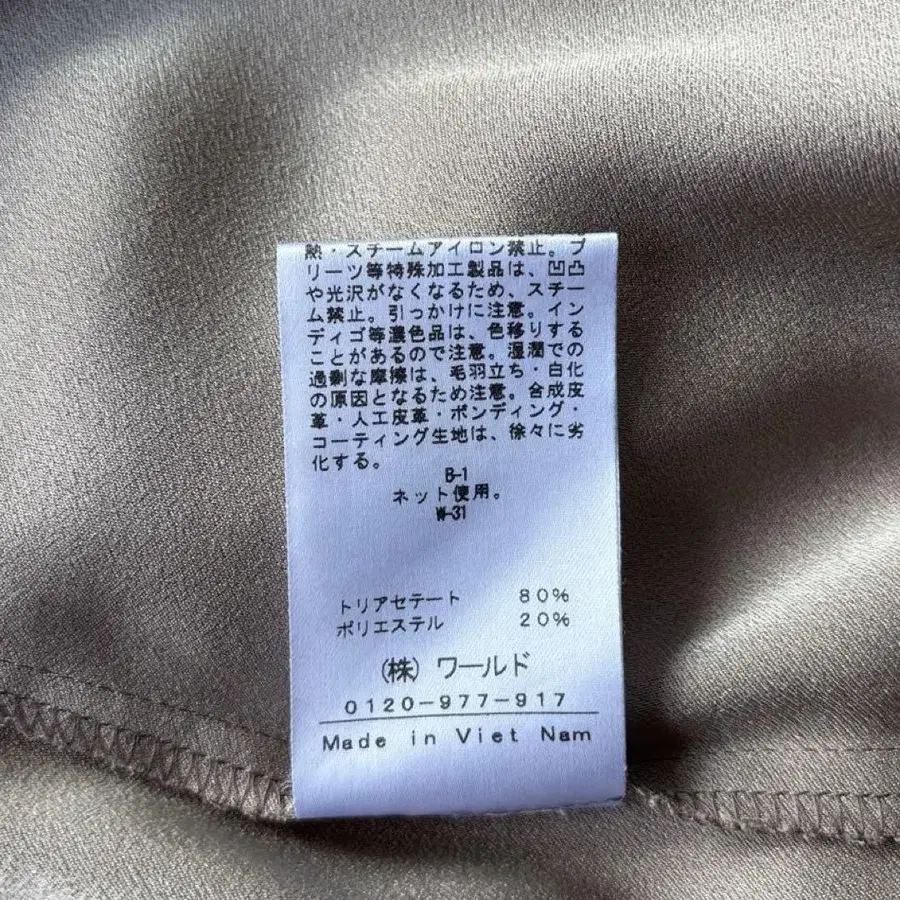 熱・スチームアイロン禁止。プ
リーツ等特殊加工製品は、凹凸
や光沢がなくなるため、スチー
ム禁止。引っかけに注意。イン
ディゴ等濃色品は、色移りする
ことがあるので注意。湿潤での
過剰な摩擦は、毛羽立ち・白化
の原因となるため注意。合成皮
革・人工皮革・ボンディング・
コーティング生地は、徐々に劣
化する。
B-1
ネット使用。
W-31
トリアセテート 80%
ポリエステル 20%
(株) ワールド
0120-977-917
Made in Viet Nam